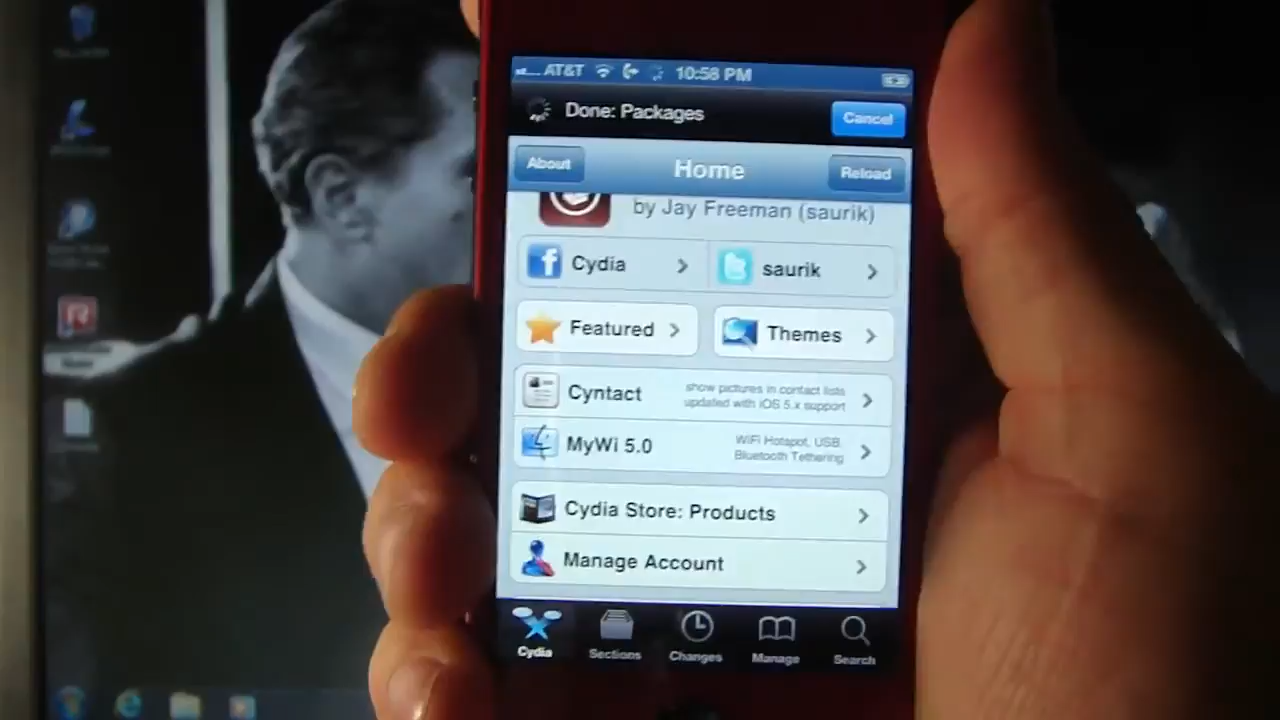 AT&T 10:58 PM
Done: Packages
Cancel
About
Home
Reload
by Jay Freeman (saurik)
Cydia
saurik
Featured
Themes
Cyntact
show pictures in contact lists
updated with iOS 5.x support
MyWi 5.0
WiFi Hotspot, USB,
Bluetooth Tethering
Cydia Store: Products
Manage Account
Cydia
Sections
Changes
Manage
Search